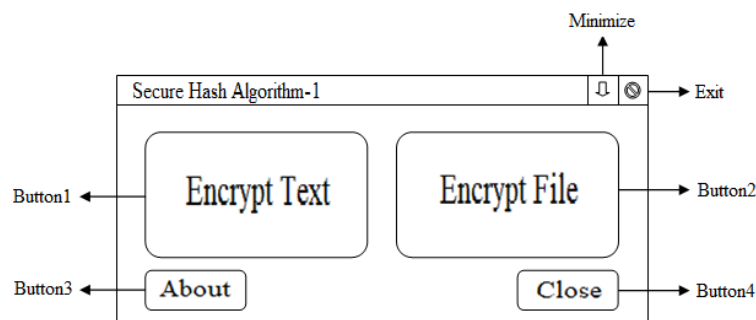 Minimize
Secure Hash Algorithm-1
Exit
Encrypt Text
Encrypt File
Button1
Button2
Button3
About
Close
Button4